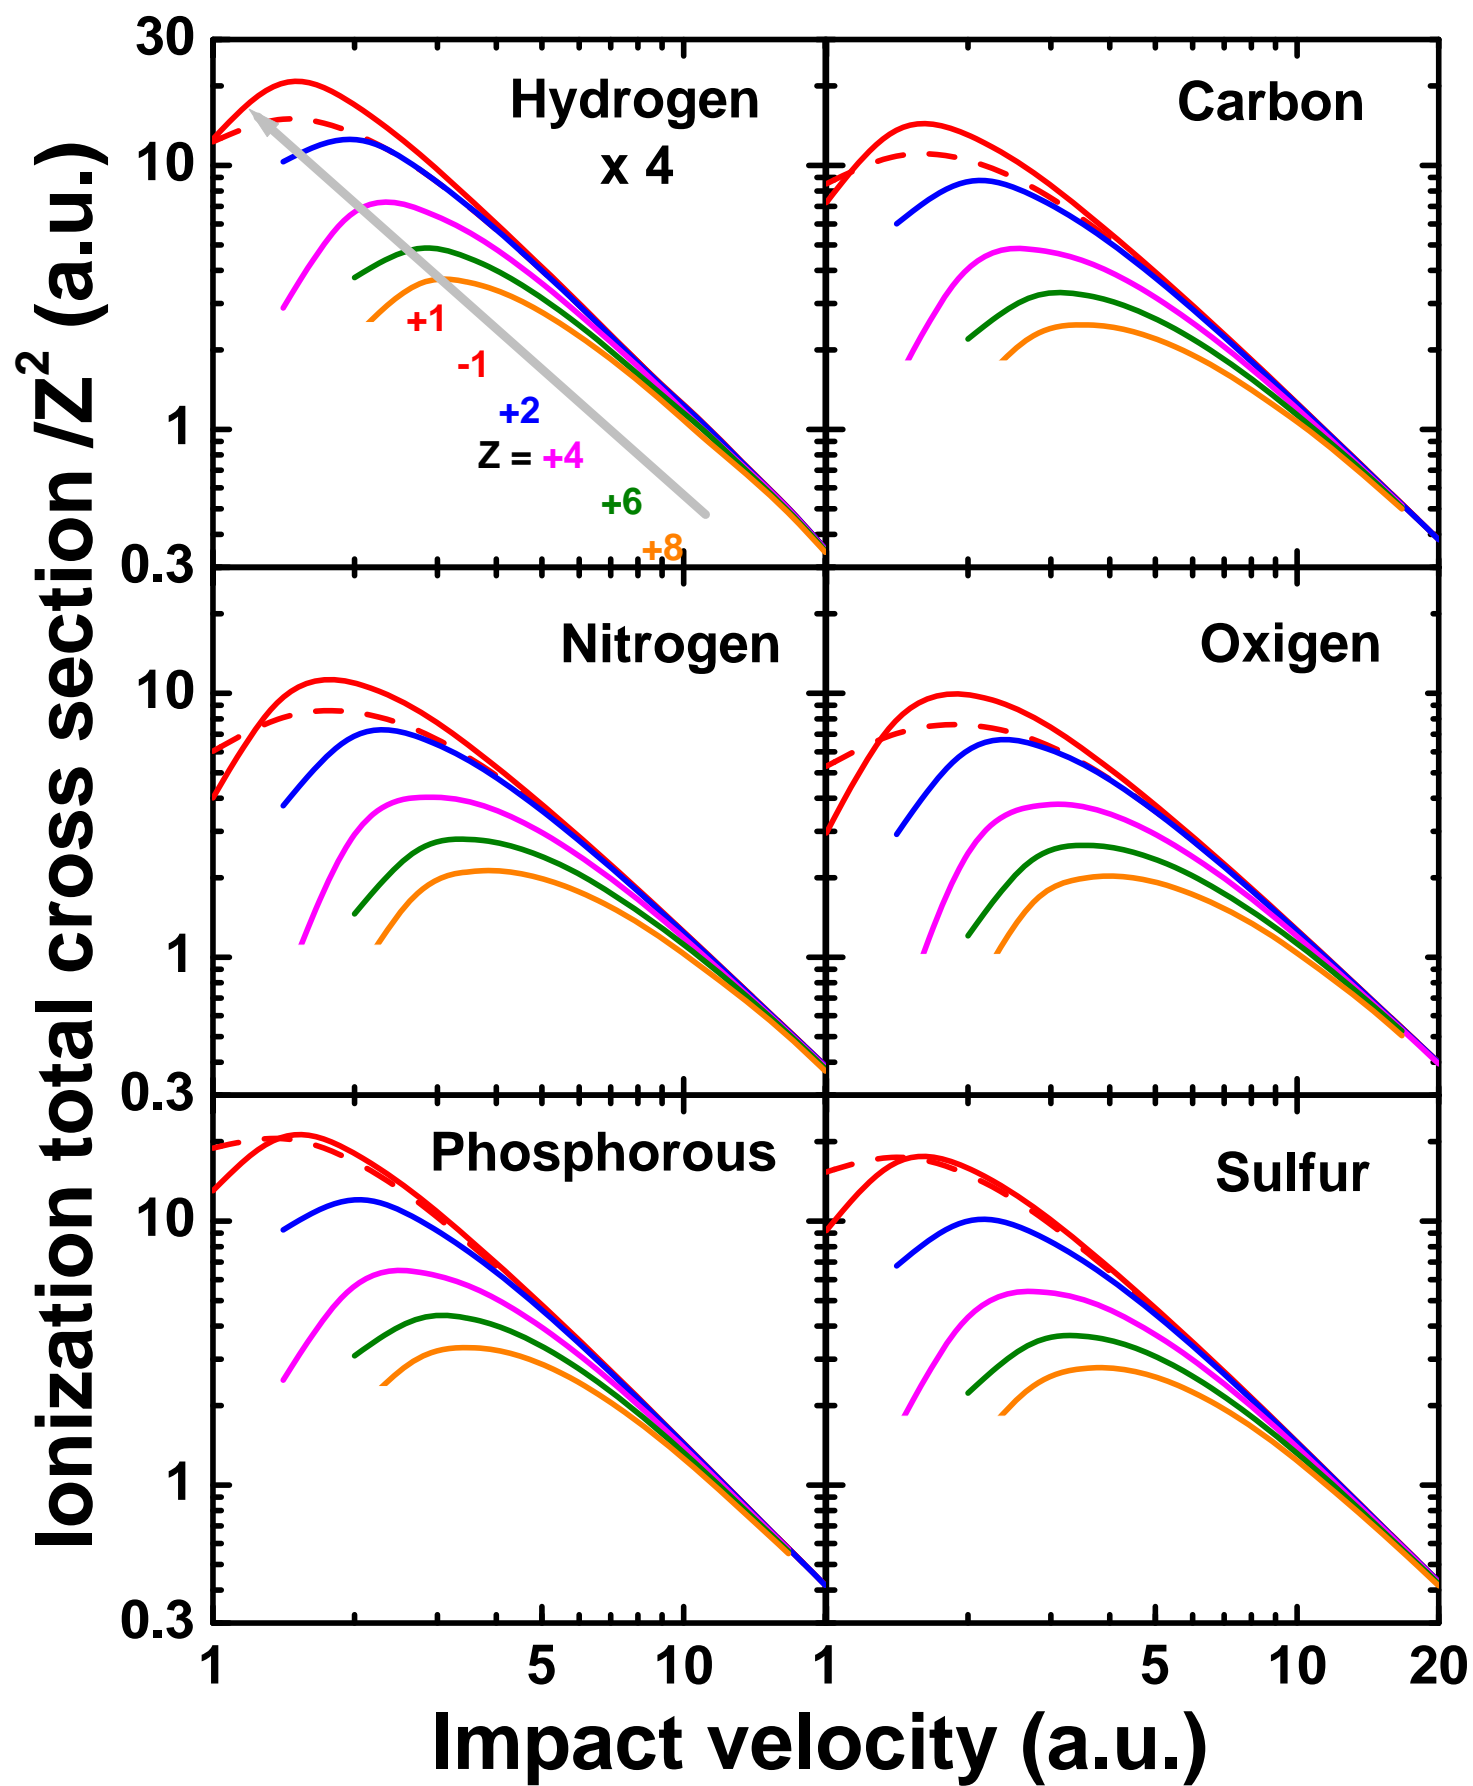 Ionization total cross section /Z² (a.u.)
30
10
1
0.3
Hydrogen
x 4
+1
-1
+2
Z = +4
+6
+8
Carbon
10
1
0.3
Nitrogen
Oxigen
10
1
0.3
Phosphorous
Sulfur
1
5
10
1
5
10
20
Impact velocity (a.u.)